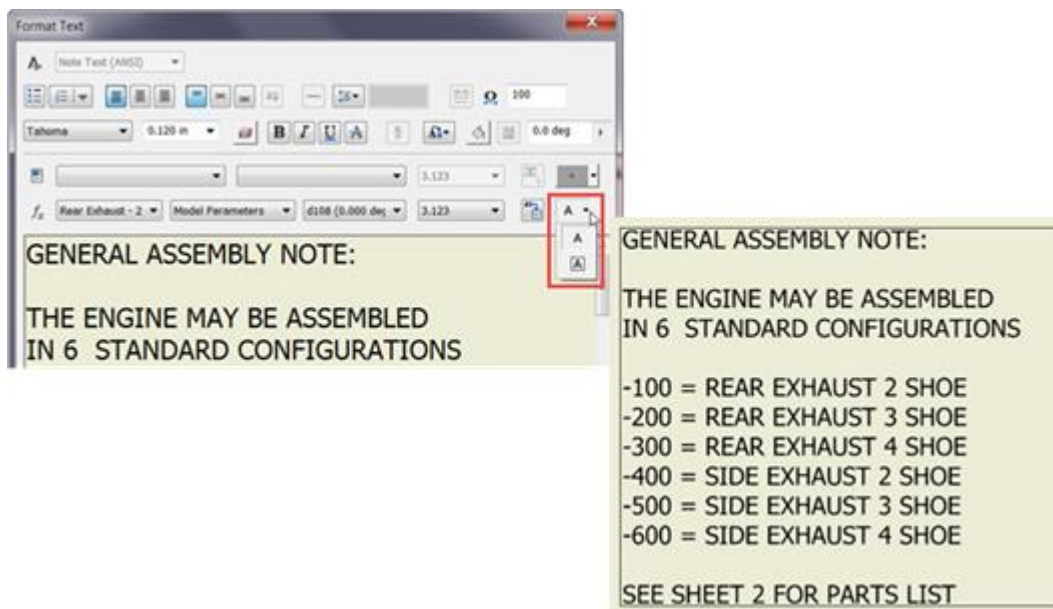 Format Text
Note Text (ANSI)
100
Tahoma 0.120 in B I U A 0.0 deg
3.123
fx Rear Exhaust - 2 Model Parameters d108 (0.000 deg 3.123 A
A
A
GENERAL ASSEMBLY NOTE:
THE ENGINE MAY BE ASSEMBLED
IN 6 STANDARD CONFIGURATIONS
GENERAL ASSEMBLY NOTE:
THE ENGINE MAY BE ASSEMBLED
IN 6 STANDARD CONFIGURATIONS
-100 = REAR EXHAUST 2 SHOE
-200 = REAR EXHAUST 3 SHOE
-300 = REAR EXHAUST 4 SHOE
-400 = SIDE EXHAUST 2 SHOE
-500 = SIDE EXHAUST 3 SHOE
-600 = SIDE EXHAUST 4 SHOE
SEE SHEET 2 FOR PARTS LIST